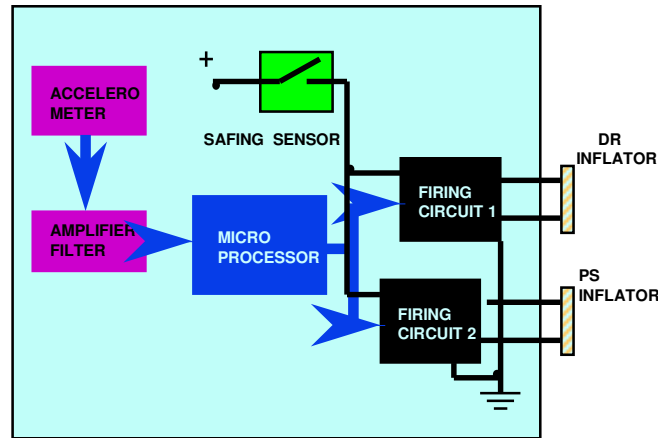 +
SAFING SENSOR
ACCELERO
METER
AMPLIFIER
FILTER
MICRO
PROCESSOR
FIRING
CIRCUIT 1
DR
INFLATOR
FIRING
CIRCUIT 2
PS
INFLATOR